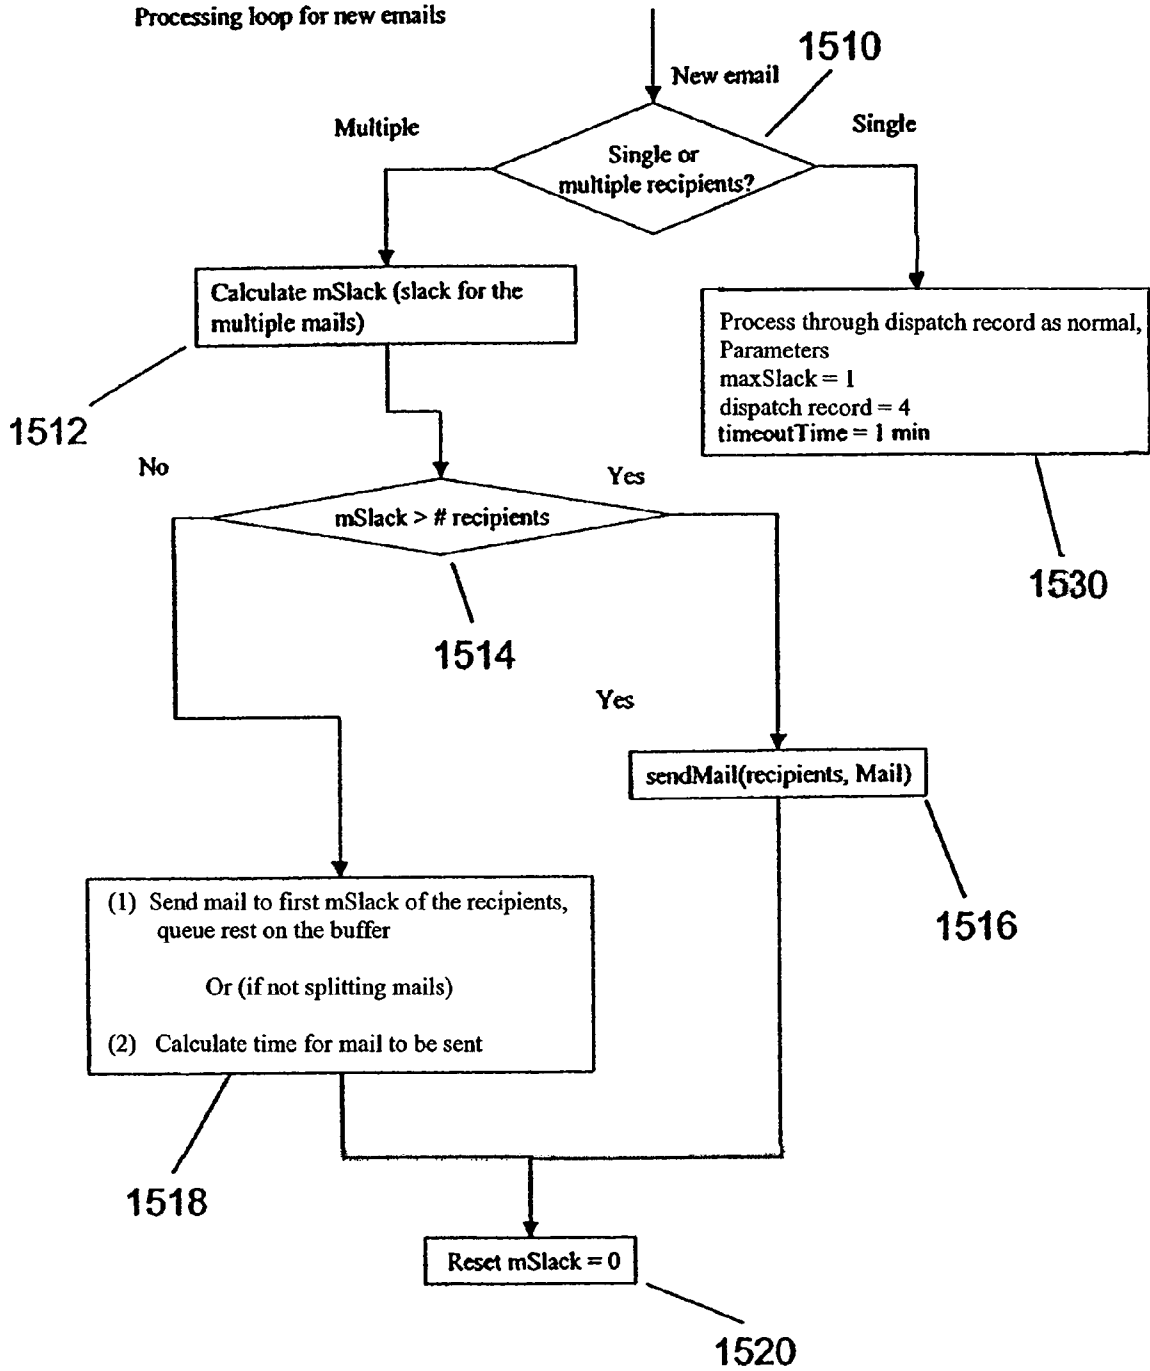 Processing loop for new emails
1510
New email
Multiple
Single
Single or
multiple recipients?
Calculate mSlack (slack for the
multiple mails)
Process through dispatch record as normal,
Parameters
maxSlack = 1
dispatch record = 4
timeoutTime = 1 min
1512
No
Yes
mSlack > # recipients
1530
1514
Yes
sendMail(recipients, Mail)
(1) Send mail to first mSlack of the recipients,
queue rest on the buffer
1516
Or (if not splitting mails)
(2) Calculate time for mail to be sent
1518
Reset mSlack = 0
1520